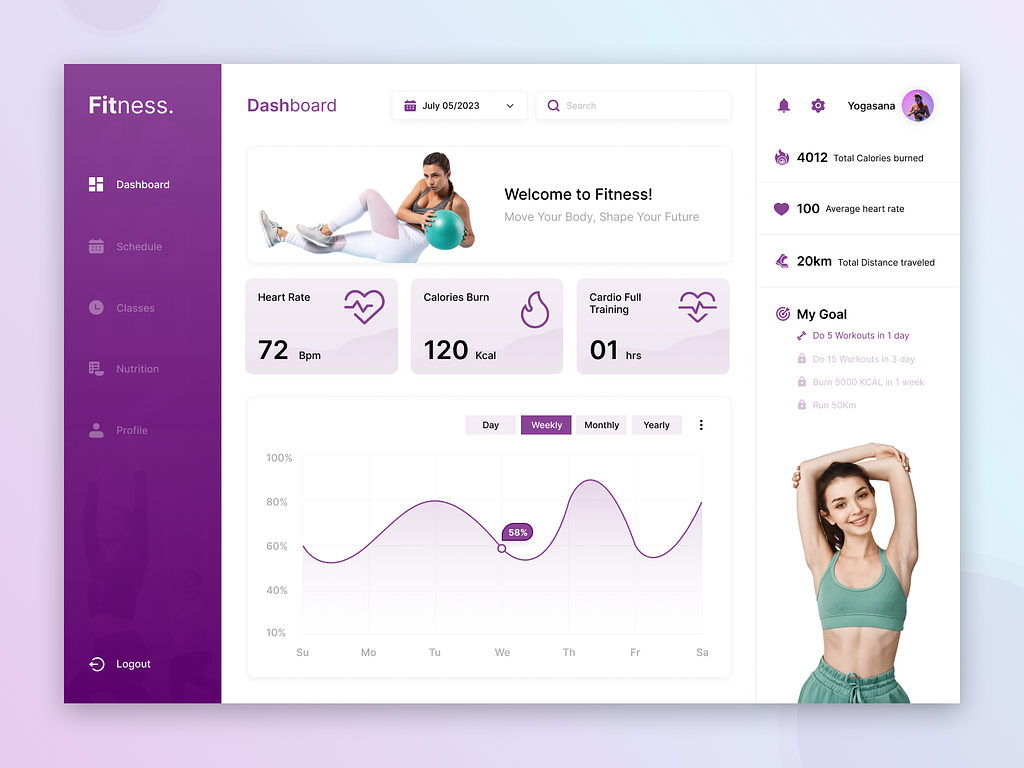 Fitness.
Dashboard
Schedule
Classes
Nutrition
Profile
Logout
Dashboard
July 05/2023
Search
Welcome to Fitness!
Move Your Body, Shape Your Future
Heart Rate
72 Bpm
Calories Burn
120 Kcal
Cardio Full
Training
01 hrs
Day Weekly Monthly Yearly
100%
80%
60%
40%
10%
58%
Su Mo Tu We Th Fr Sa
Yogasana
4012 Total Calories burned
100 Average heart rate
20km Total Distance traveled
My Goal
Do 5 Workouts in 1 day
Do 15 Workouts in 3 day
Burn 5000 KCAL in 1 week
Run 50Km